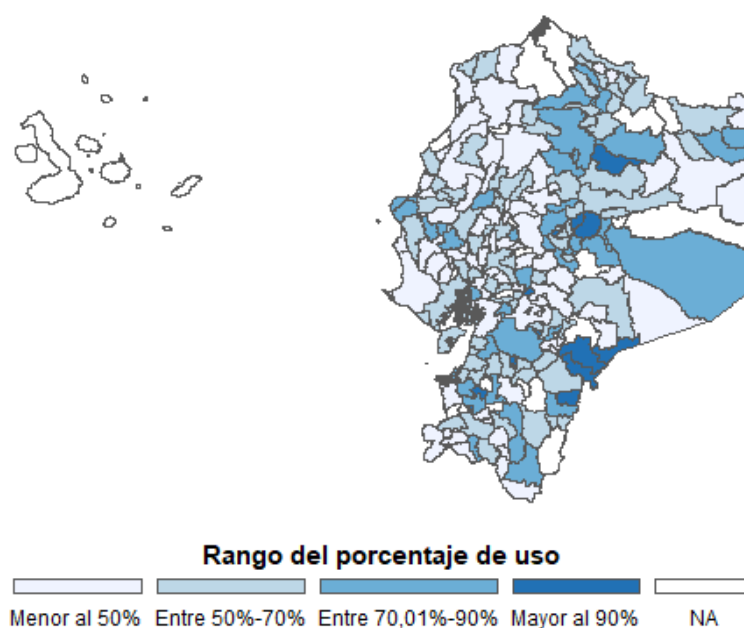 Rango del porcentaje de uso
Menor al 50% Entre 50%-70% Entre 70,01%-90% Mayor al 90% NA